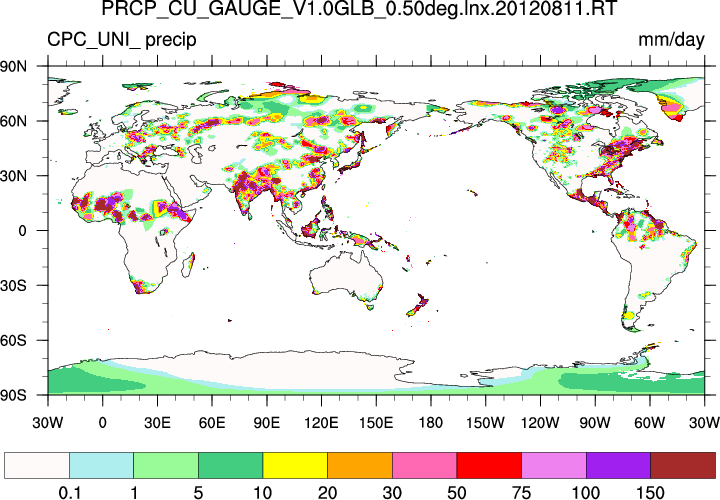 PRCP_CU_GAUGE_V1.0GLB_0.50deg.lnx.20120811.RT
CPC_UNI_ precip mm/day
90N
60N
30N
0
30S
60S
90S
30W 0 30E 60E 90E 120E 150E 180 150W 120W 90W 60W 30W
0.1 1 5 10 20 30 50 75 100 150